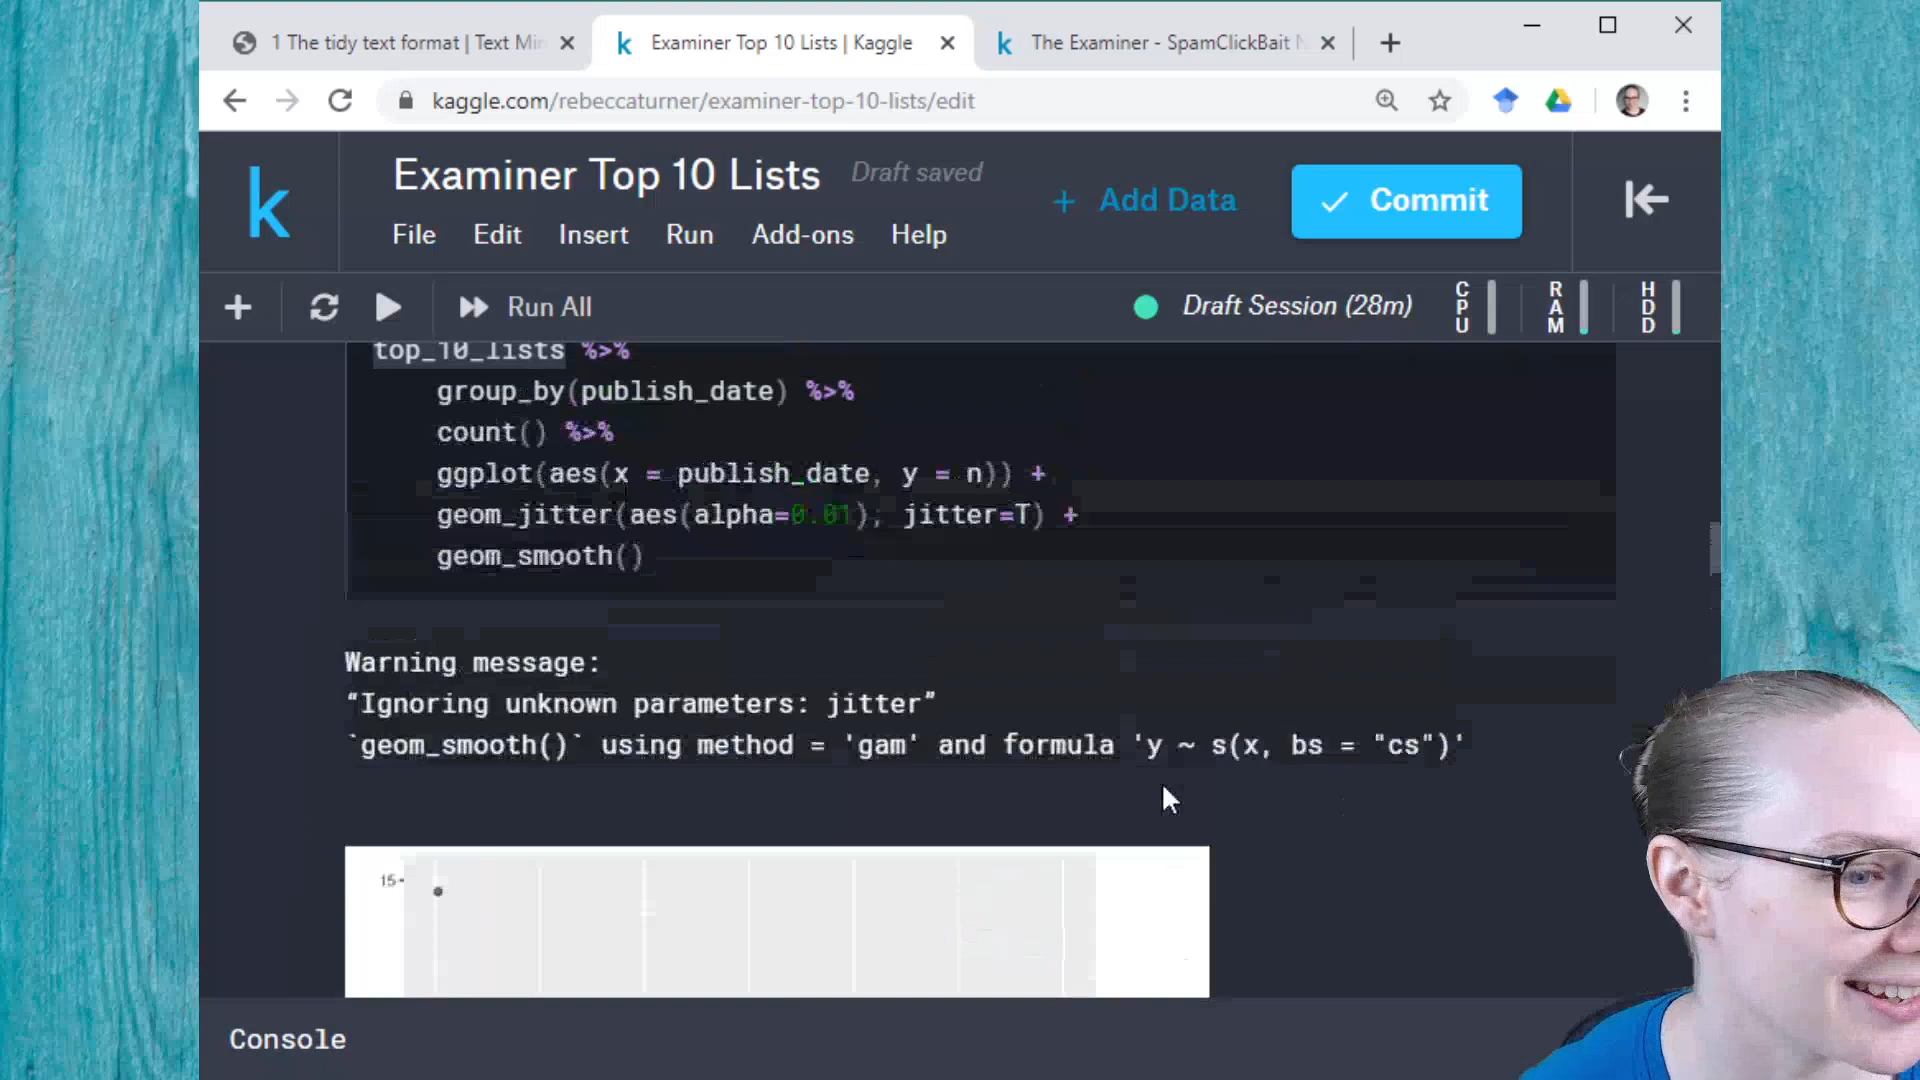 1 The tidy text format | Text Min
Examiner Top 10 Lists | Kaggle
The Examiner - SpamClickBait N
kaggle.com/rebeccaturner/examiner-top-10-lists/edit
k
Examiner Top 10 Lists
Draft saved
+ Add Data
Commit
File Edit Insert Run Add-ons Help
Run All
Draft Session (28m)
CPU
RAM
HDD
top_10_lists %>%
group_by(publish_date) %>%
count() %>%
ggplot(aes(x = publish_date, y = n)) +
geom_jitter(aes(alpha=0.01), jitter=T) +
geom_smooth()
Warning message:
“Ignoring unknown parameters: jitter”
`geom_smooth()` using method = 'gam' and formula 'y ~ s(x, bs = "cs")'
15
Console